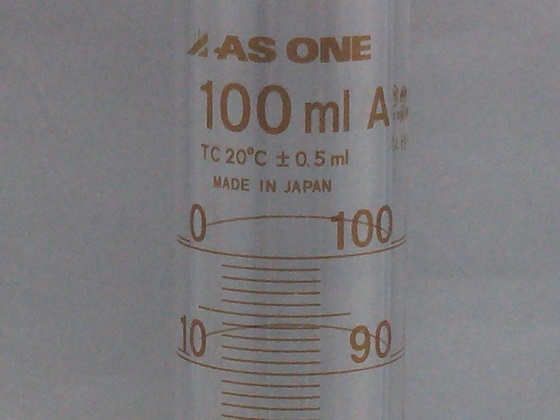 AS ONE
100 ml A
TC 20°C ± 0.5 ml
MADE IN JAPAN
0 100
10 90